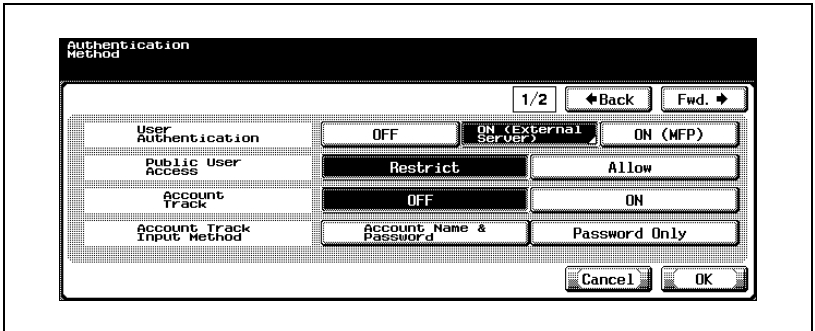 Authentication
Method
1/2 Back Fwd.
User
Authentication
OFF
ON (External
Server)
ON (MFP)
Public User
Access
Restrict
Allow
Account
Track
OFF
ON
Account Track
Input Method
Account Name &
Password
Password Only
Cancel OK